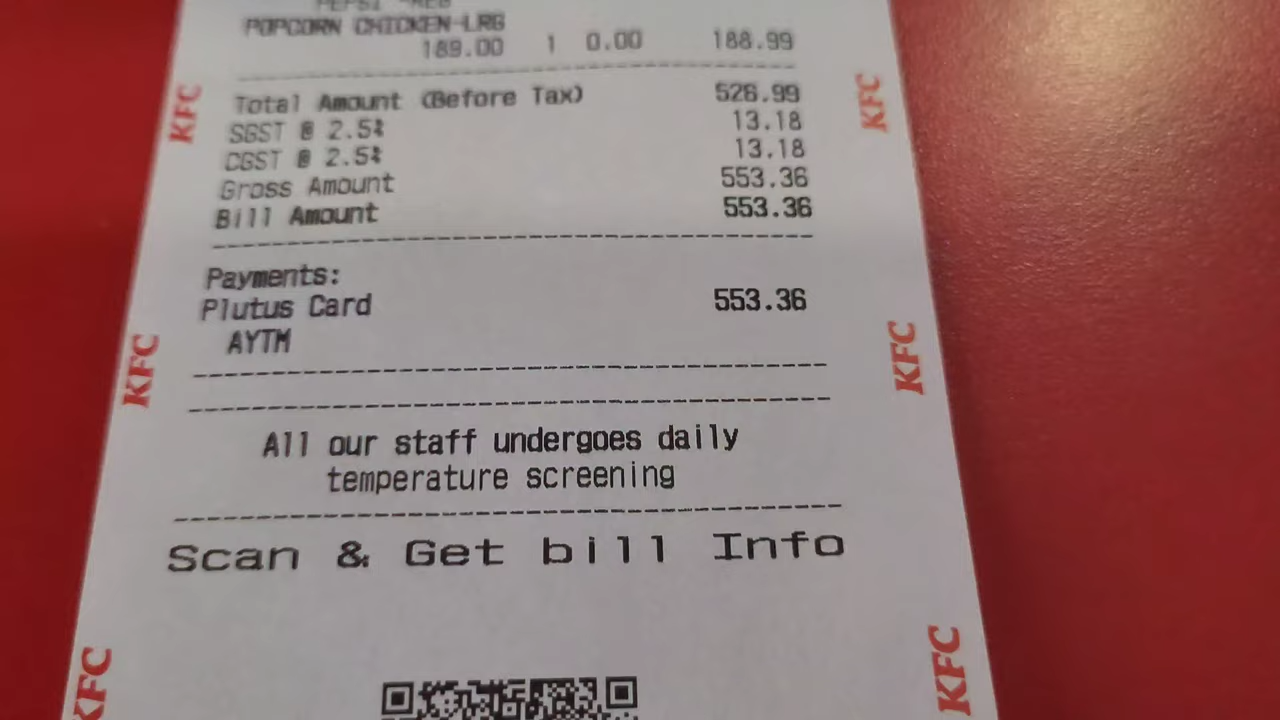 PEPSI -REG
POPCORN CHICKEN-LRG
189.00 1 0.00 188.99
Total Amount (Before Tax) 526.99
SGST @ 2.5% 13.18
CGST @ 2.5% 13.18
Gross Amount 553.36
Bill Amount 553.36
Payments:
Plutus Card 553.36
AYTM
All our staff undergoes daily
temperature screening
Scan & Get bill Info
KFC
KFC
KFC
KFC
KFC
KFC